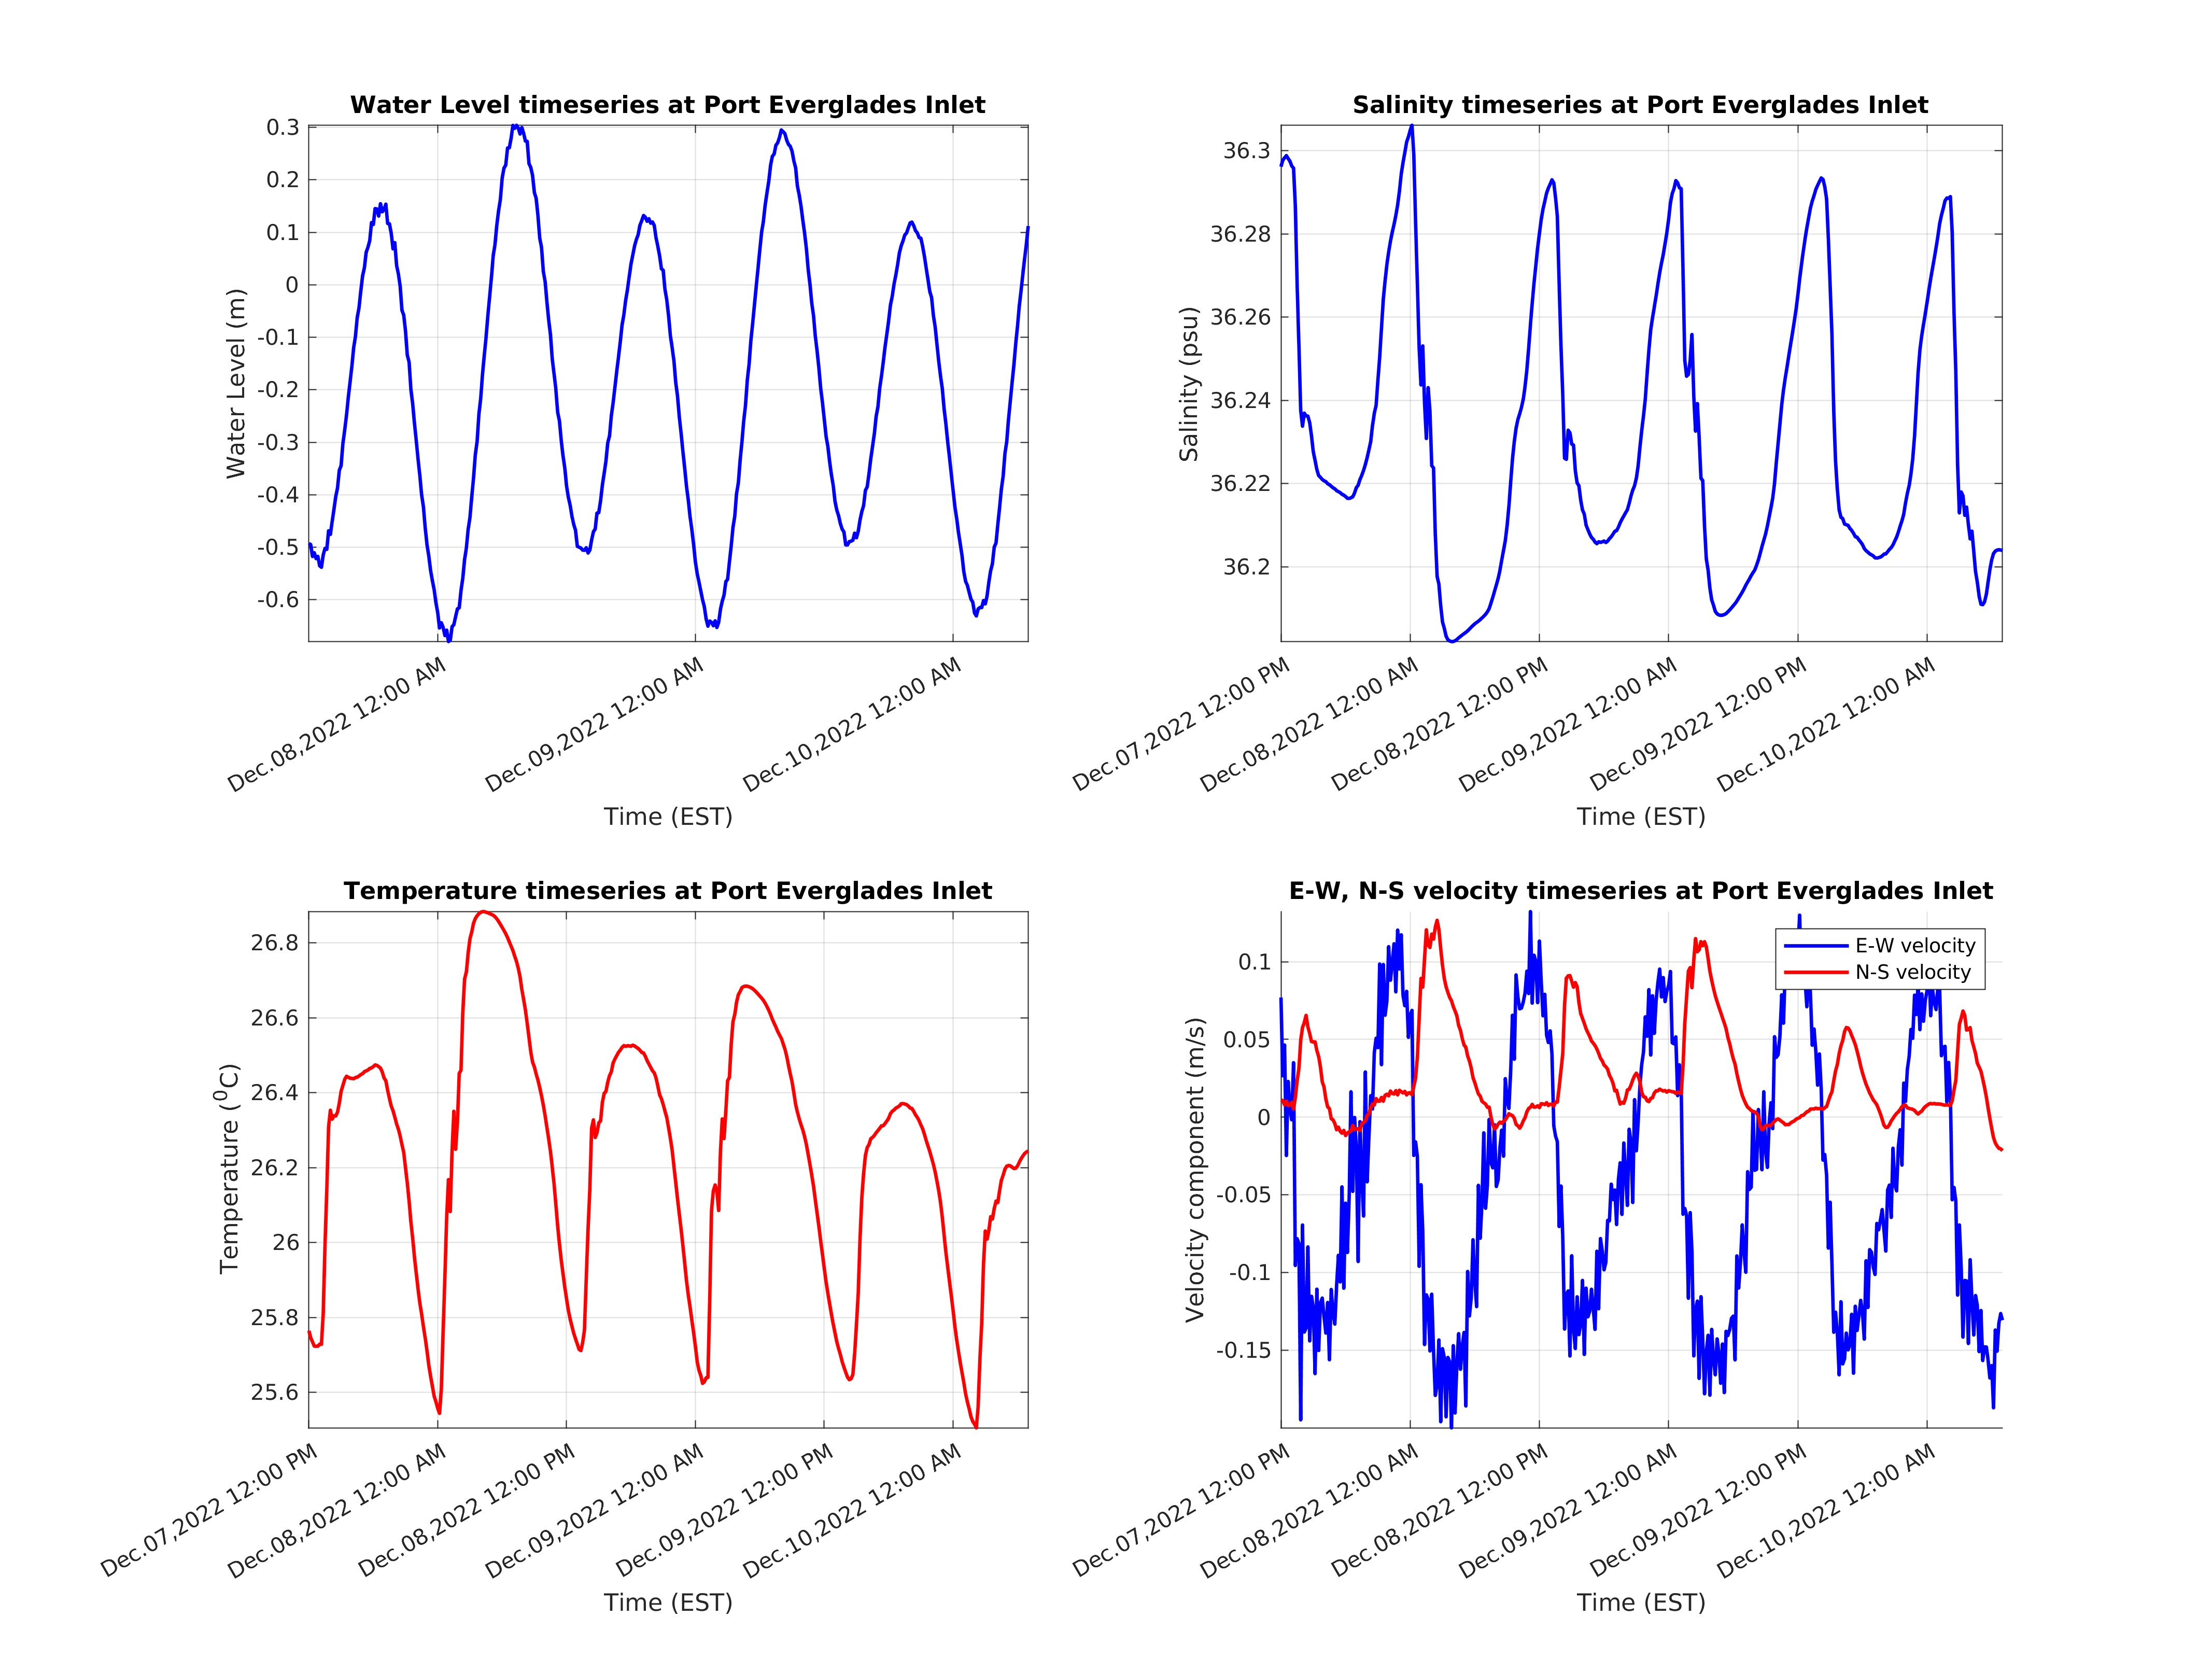 Water Level timeseries at Port Everglades Inlet
Water Level (m)
0.3
0.2
0.1
0
-0.1
-0.2
-0.3
-0.4
-0.5
-0.6
Dec.08,2022 12:00 AM
Dec.09,2022 12:00 AM
Dec.10,2022 12:00 AM
Time (EST)
Salinity timeseries at Port Everglades Inlet
Salinity (psu)
36.3
36.28
36.26
36.24
36.22
36.2
Dec.07,2022 12:00 PM
Dec.08,2022 12:00 AM
Dec.08,2022 12:00 PM
Dec.09,2022 12:00 AM
Dec.09,2022 12:00 PM
Dec.10,2022 12:00 AM
Time (EST)
Temperature timeseries at Port Everglades Inlet
Temperature (⁰C)
26.8
26.6
26.4
26.2
26
25.8
25.6
Dec.07,2022 12:00 PM
Dec.08,2022 12:00 AM
Dec.08,2022 12:00 PM
Dec.09,2022 12:00 AM
Dec.09,2022 12:00 PM
Dec.10,2022 12:00 AM
Time (EST)
E-W, N-S velocity timeseries at Port Everglades Inlet
Velocity component (m/s)
0.1
0.05
0
-0.05
-0.1
-0.15
E-W velocity
N-S velocity
Dec.07,2022 12:00 PM
Dec.08,2022 12:00 AM
Dec.08,2022 12:00 PM
Dec.09,2022 12:00 AM
Dec.09,2022 12:00 PM
Dec.10,2022 12:00 AM
Time (EST)